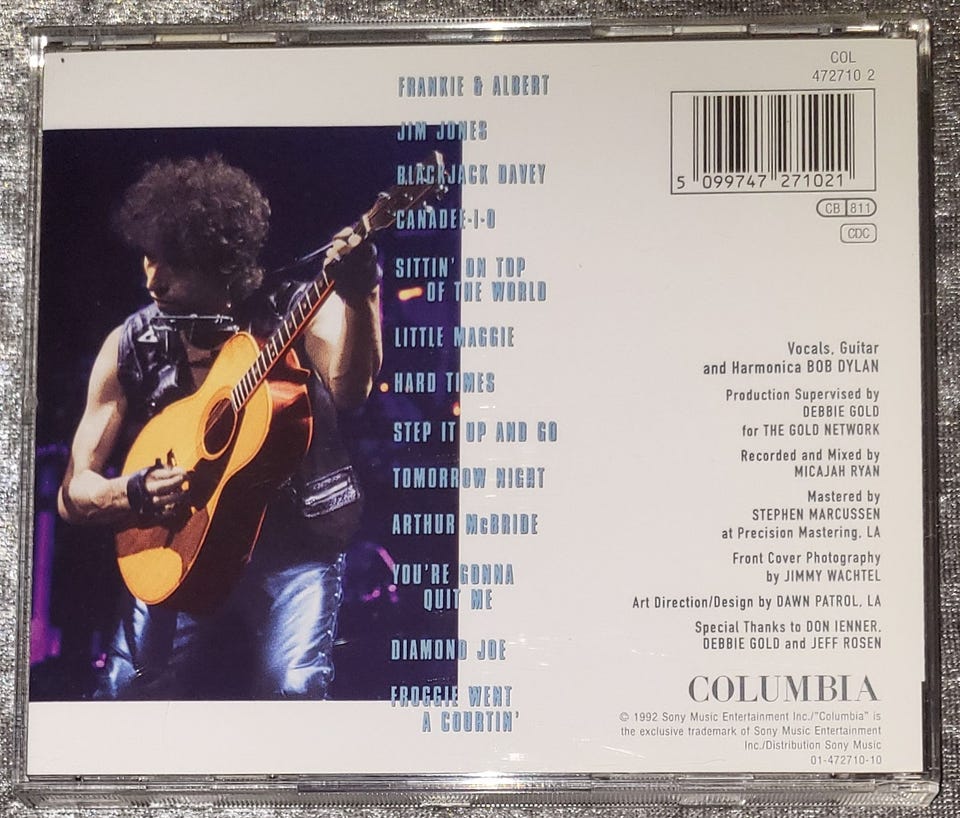 FRANKIE & ALBERT
JIM JONES
BLACKJACK DAVEY
CANADEE-I-O
SITTIN' ON TOP
OF THE WORLD
LITTLE MAGGIE
HARD TIMES
STEP IT UP AND GO
TOMORROW NIGHT
ARTHUR McBRIDE
YOU'RE GONNA
QUIT ME
DIAMOND JOE
FROGGIE WENT
A COURTIN'
COL
472710 2
5 099747 271021
CB 811
CDC
Vocals, Guitar
and Harmonica BOB DYLAN
Production Supervised by
DEBBIE GOLD
for THE GOLD NETWORK
Recorded and Mixed by
MICAJAH RYAN
Mastered by
STEPHEN MARCUSSEN
at Precision Mastering, LA
Front Cover Photography
by JIMMY WACHTEL
Art Direction/Design by DAWN PATROL, LA
Special Thanks to DON IENNER,
DEBBIE GOLD and JEFF ROSEN
COLUMBIA
© 1992 Sony Music Entertainment Inc./"Columbia" is
the exclusive trademark of Sony Music Entertainment
Inc./Distribution Sony Music
01-472710-10